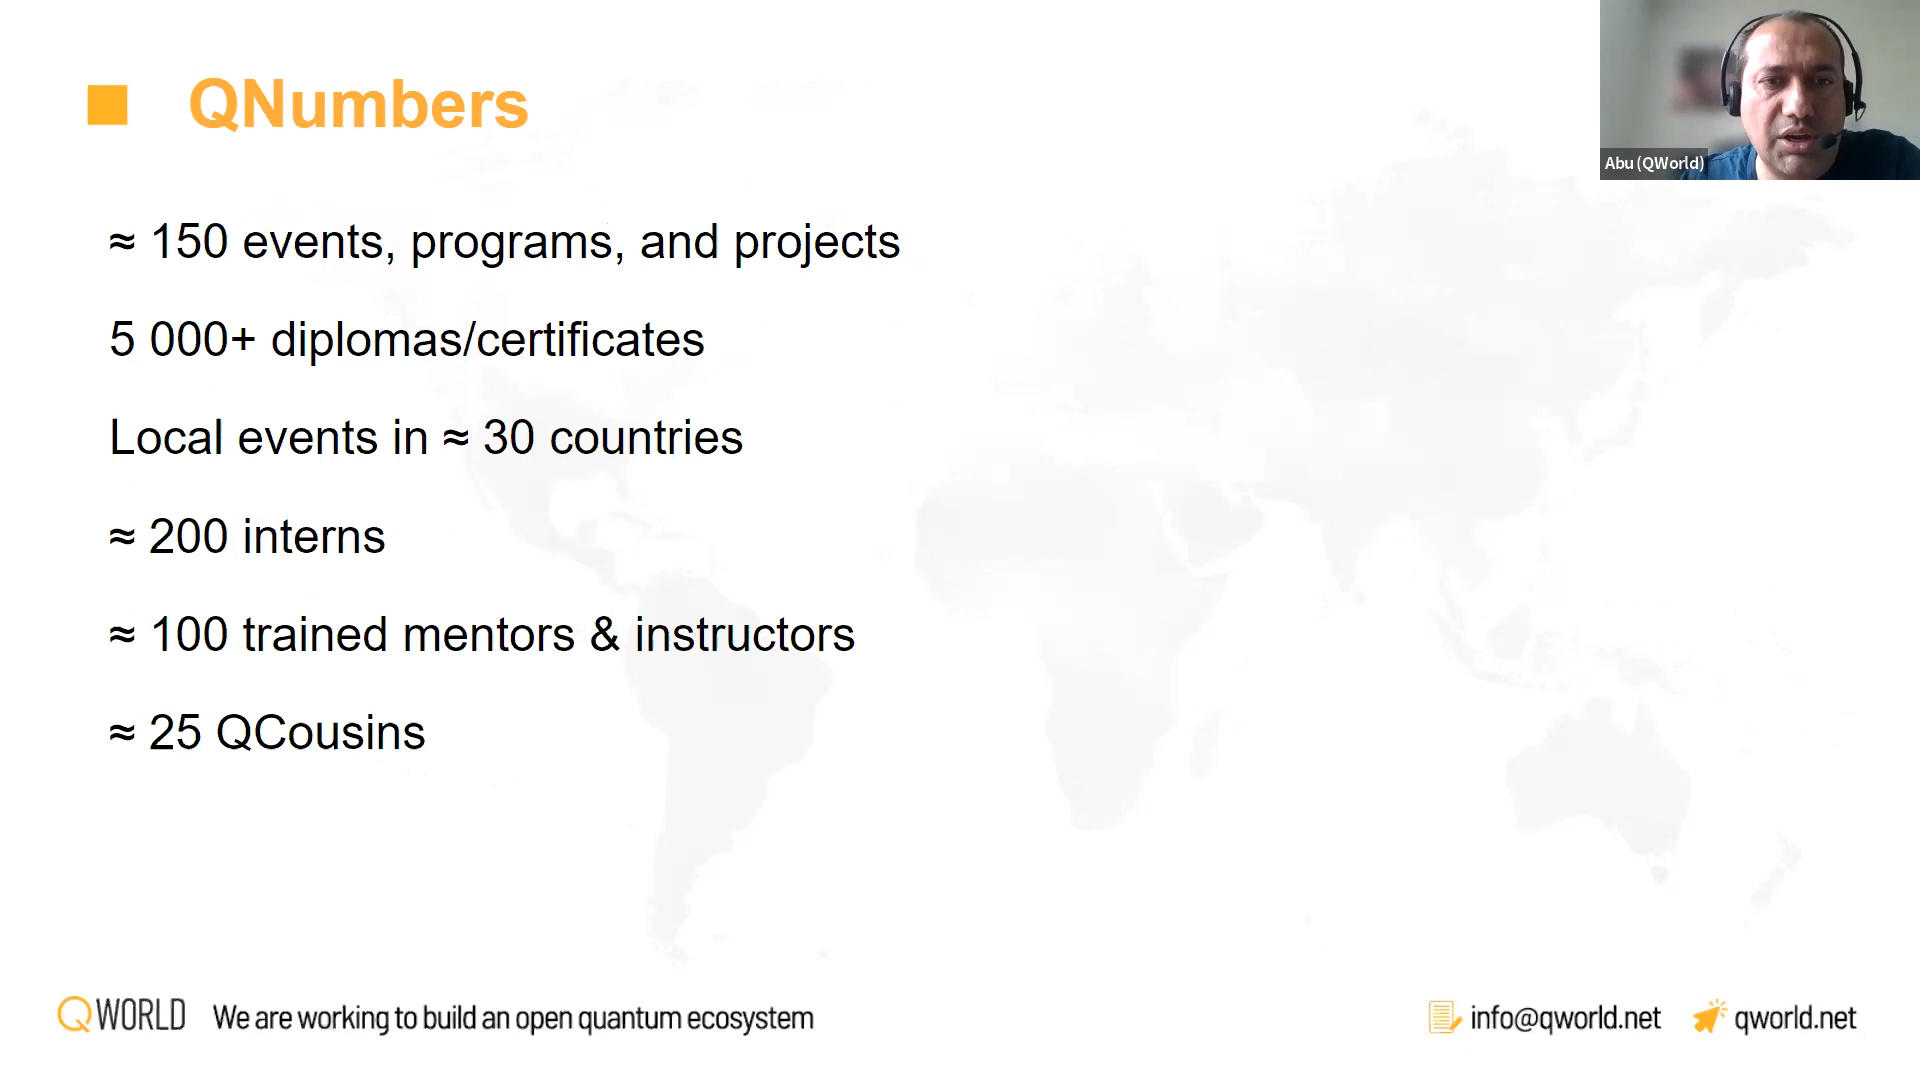 QNumbers
Abu (QWorld)
≈ 150 events, programs, and projects
5 000+ diplomas/certificates
Local events in ≈ 30 countries
≈ 200 interns
≈ 100 trained mentors & instructors
≈ 25 QCousins
QWORLD We are working to build an open quantum ecosystem
info@qworld.net qworld.net